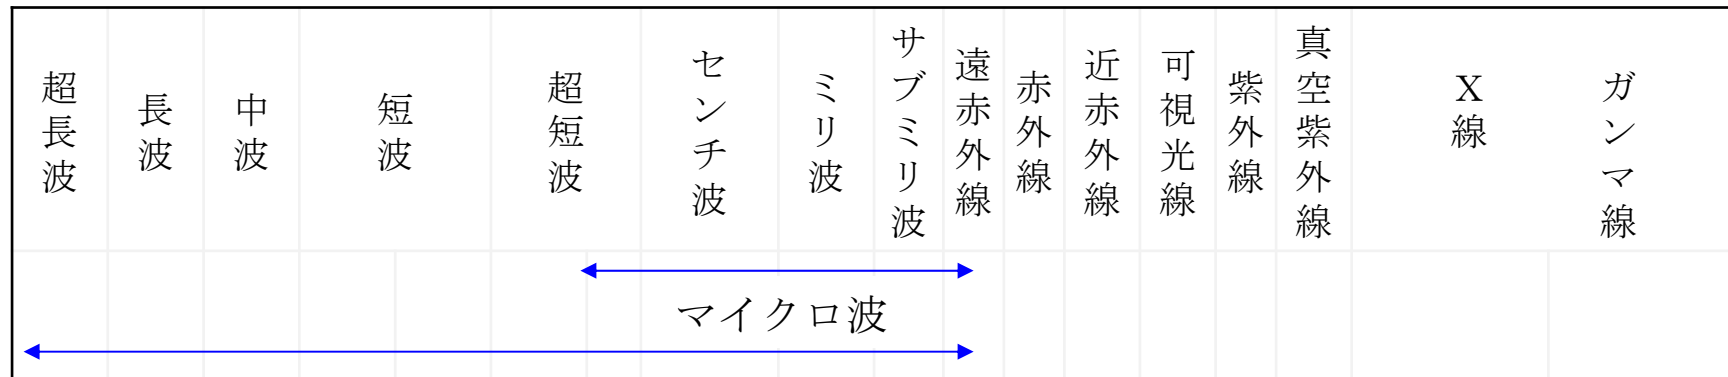 超長波
長波
中波
短波
超短波
センチ波
ミリ波
サブミリ波
遠赤外線
赤外線
近赤外線
可視光線
紫外線
真空紫外線
X線
ガンマ線
マイクロ波